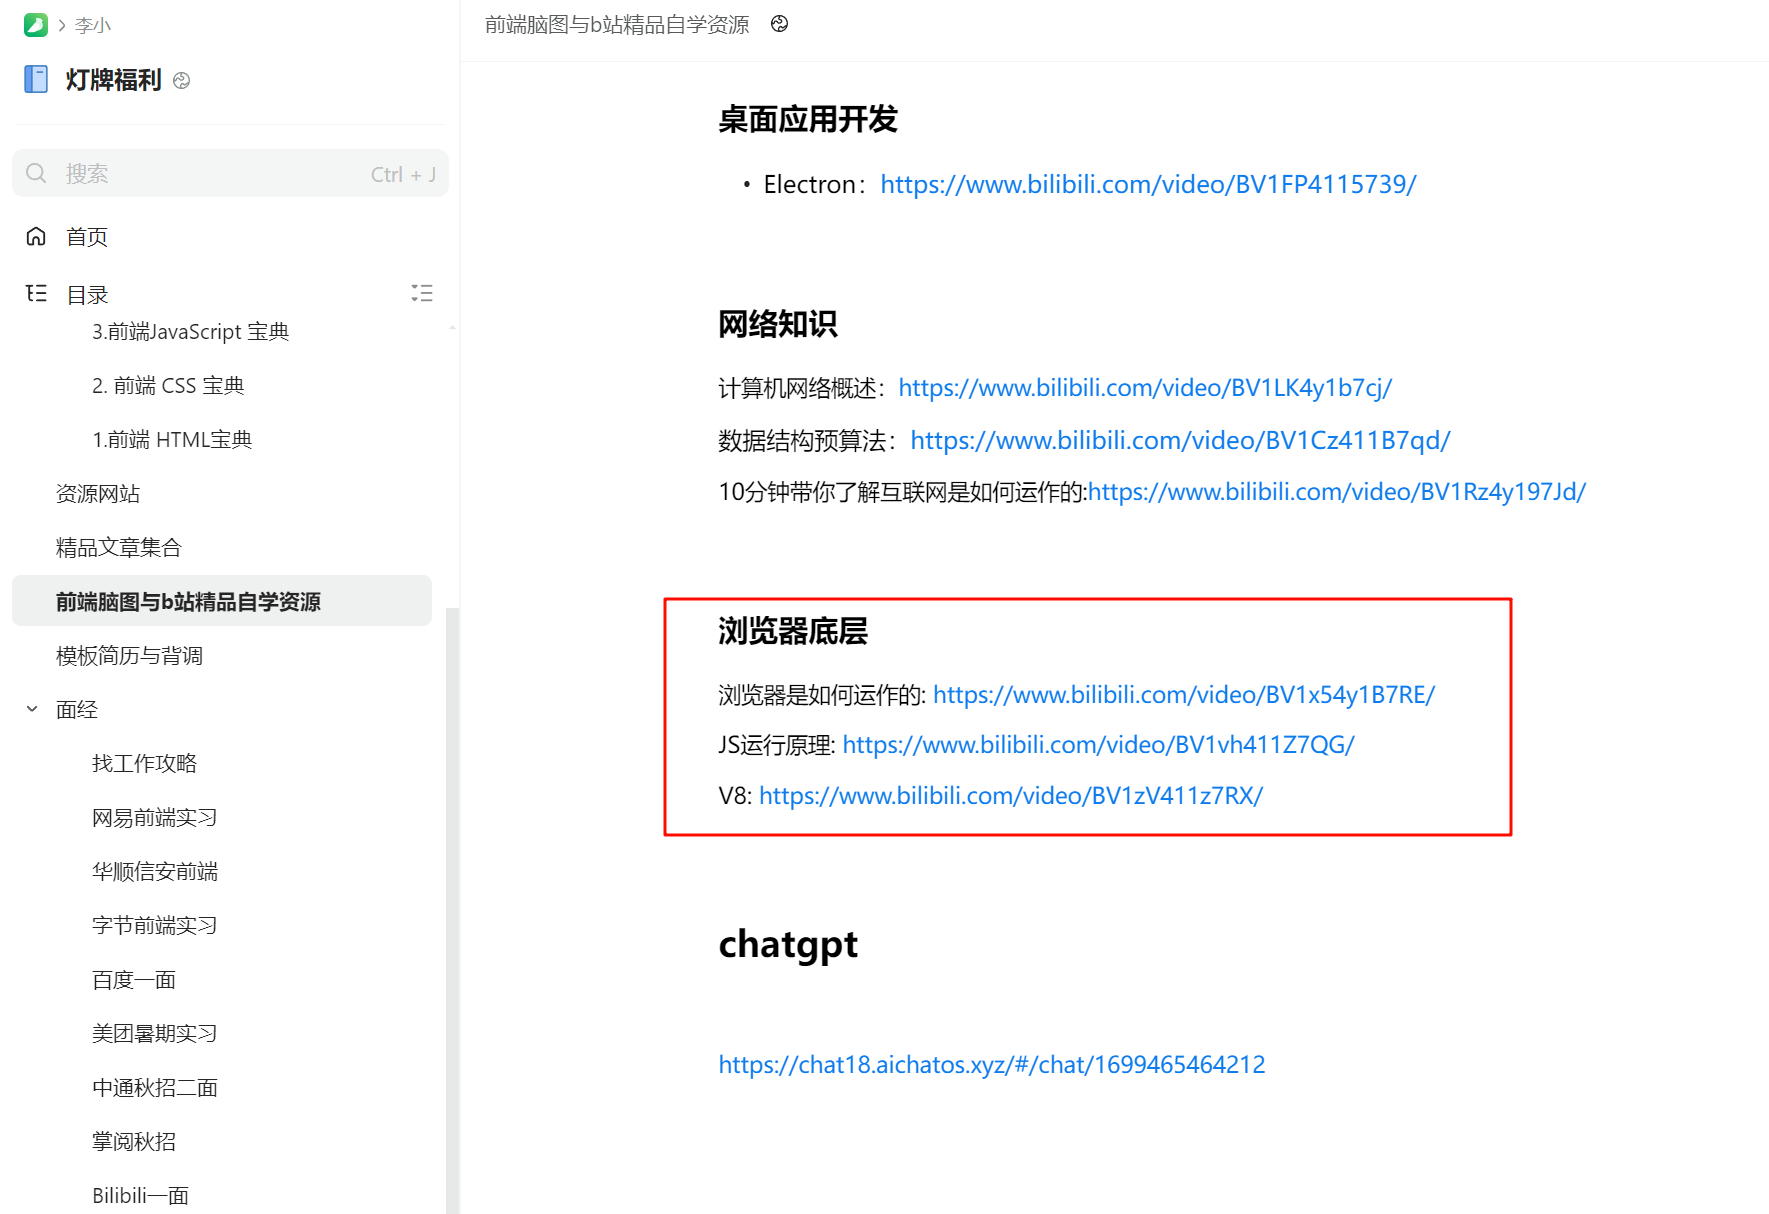 李小
灯牌福利
搜索 Ctrl + J
首页
目录
3.前端JavaScript 宝典
2. 前端 CSS 宝典
1.前端 HTML宝典
资源网站
精品文章集合
前端脑图与b站精品自学资源
模板简历与背调
面经
找工作攻略
网易前端实习
华顺信安前端
字节前端实习
百度一面
美团暑期实习
中通秋招二面
掌阅秋招
Bilibili一面
前端脑图与b站精品自学资源
桌面应用开发
• Electron：https://www.bilibili.com/video/BV1FP4115739/
网络知识
计算机网络概述：https://www.bilibili.com/video/BV1LK4y1b7cj/
数据结构预算法：https://www.bilibili.com/video/BV1Cz411B7qd/
10分钟带你了解互联网是如何运作的:https://www.bilibili.com/video/BV1Rz4y197Jd/
浏览器底层
浏览器是如何运作的: https://www.bilibili.com/video/BV1x54y1B7RE/
JS运行原理: https://www.bilibili.com/video/BV1vh411Z7QG/
V8: https://www.bilibili.com/video/BV1zV411z7RX/
chatgpt
https://chat18.aichatos.xyz/#/chat/1699465464212